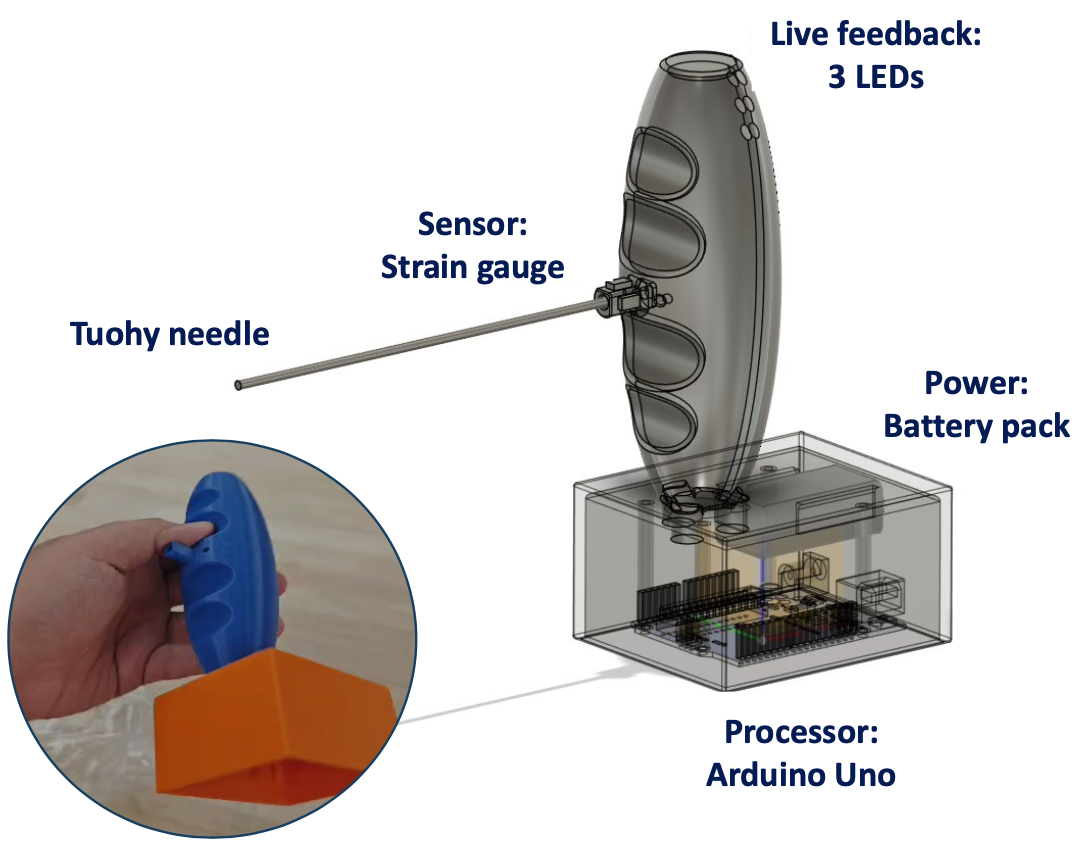 Live feedback:
3 LEDs
Sensor:
Strain gauge
Tuohy needle
Power:
Battery pack
Processor:
Arduino Uno